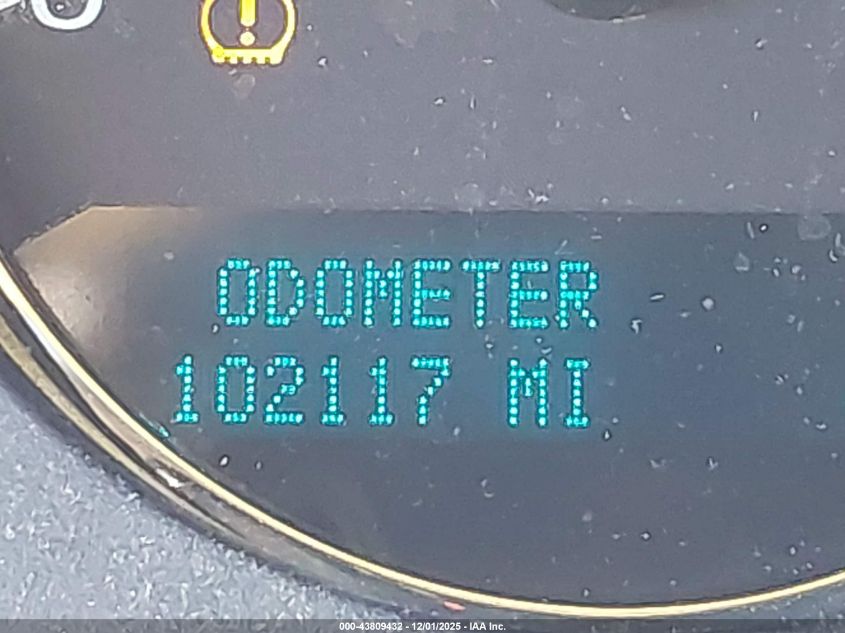 ODOMETER
102117 MI
000-43809432 - 12/01/2025 - IAA Inc.